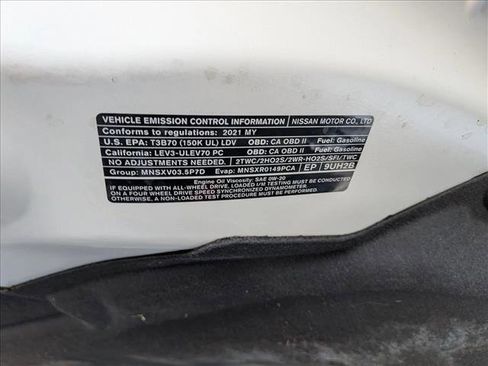 VEHICLE EMISSION CONTROL INFORMATION NISSAN MOTOR CO., LTD
Conforms to regulations: 2021 MY
U.S. EPA: T3B70 (150K UL) LDV OBD: CA OBD II Fuel: Gasoline
California: LEV3-ULEV70 PC OBD: CA OBD II Fuel: Gasoline
NO ADJUSTMENTS NEEDED. 2TWC/2HO2S/2WR-HO2S/SFI/TWC
Group: MNSXV03.5P7D Evap: MNSXR0149PCA EP 9UH2B
Engine Oil Viscosity: SAE 0W-20
IF EQUIPPED WITH ALL-WHEEL DRIVE, LOADED I/M TESTING MUST BE CONDUCTED
ON A FOUR WHEEL DRIVE SPEED SYNCHRONIZED DYNAMOMETER.
OTHERWISE, A NON-LOADED TEST PROCEDURE MUST BE PERFORMED.